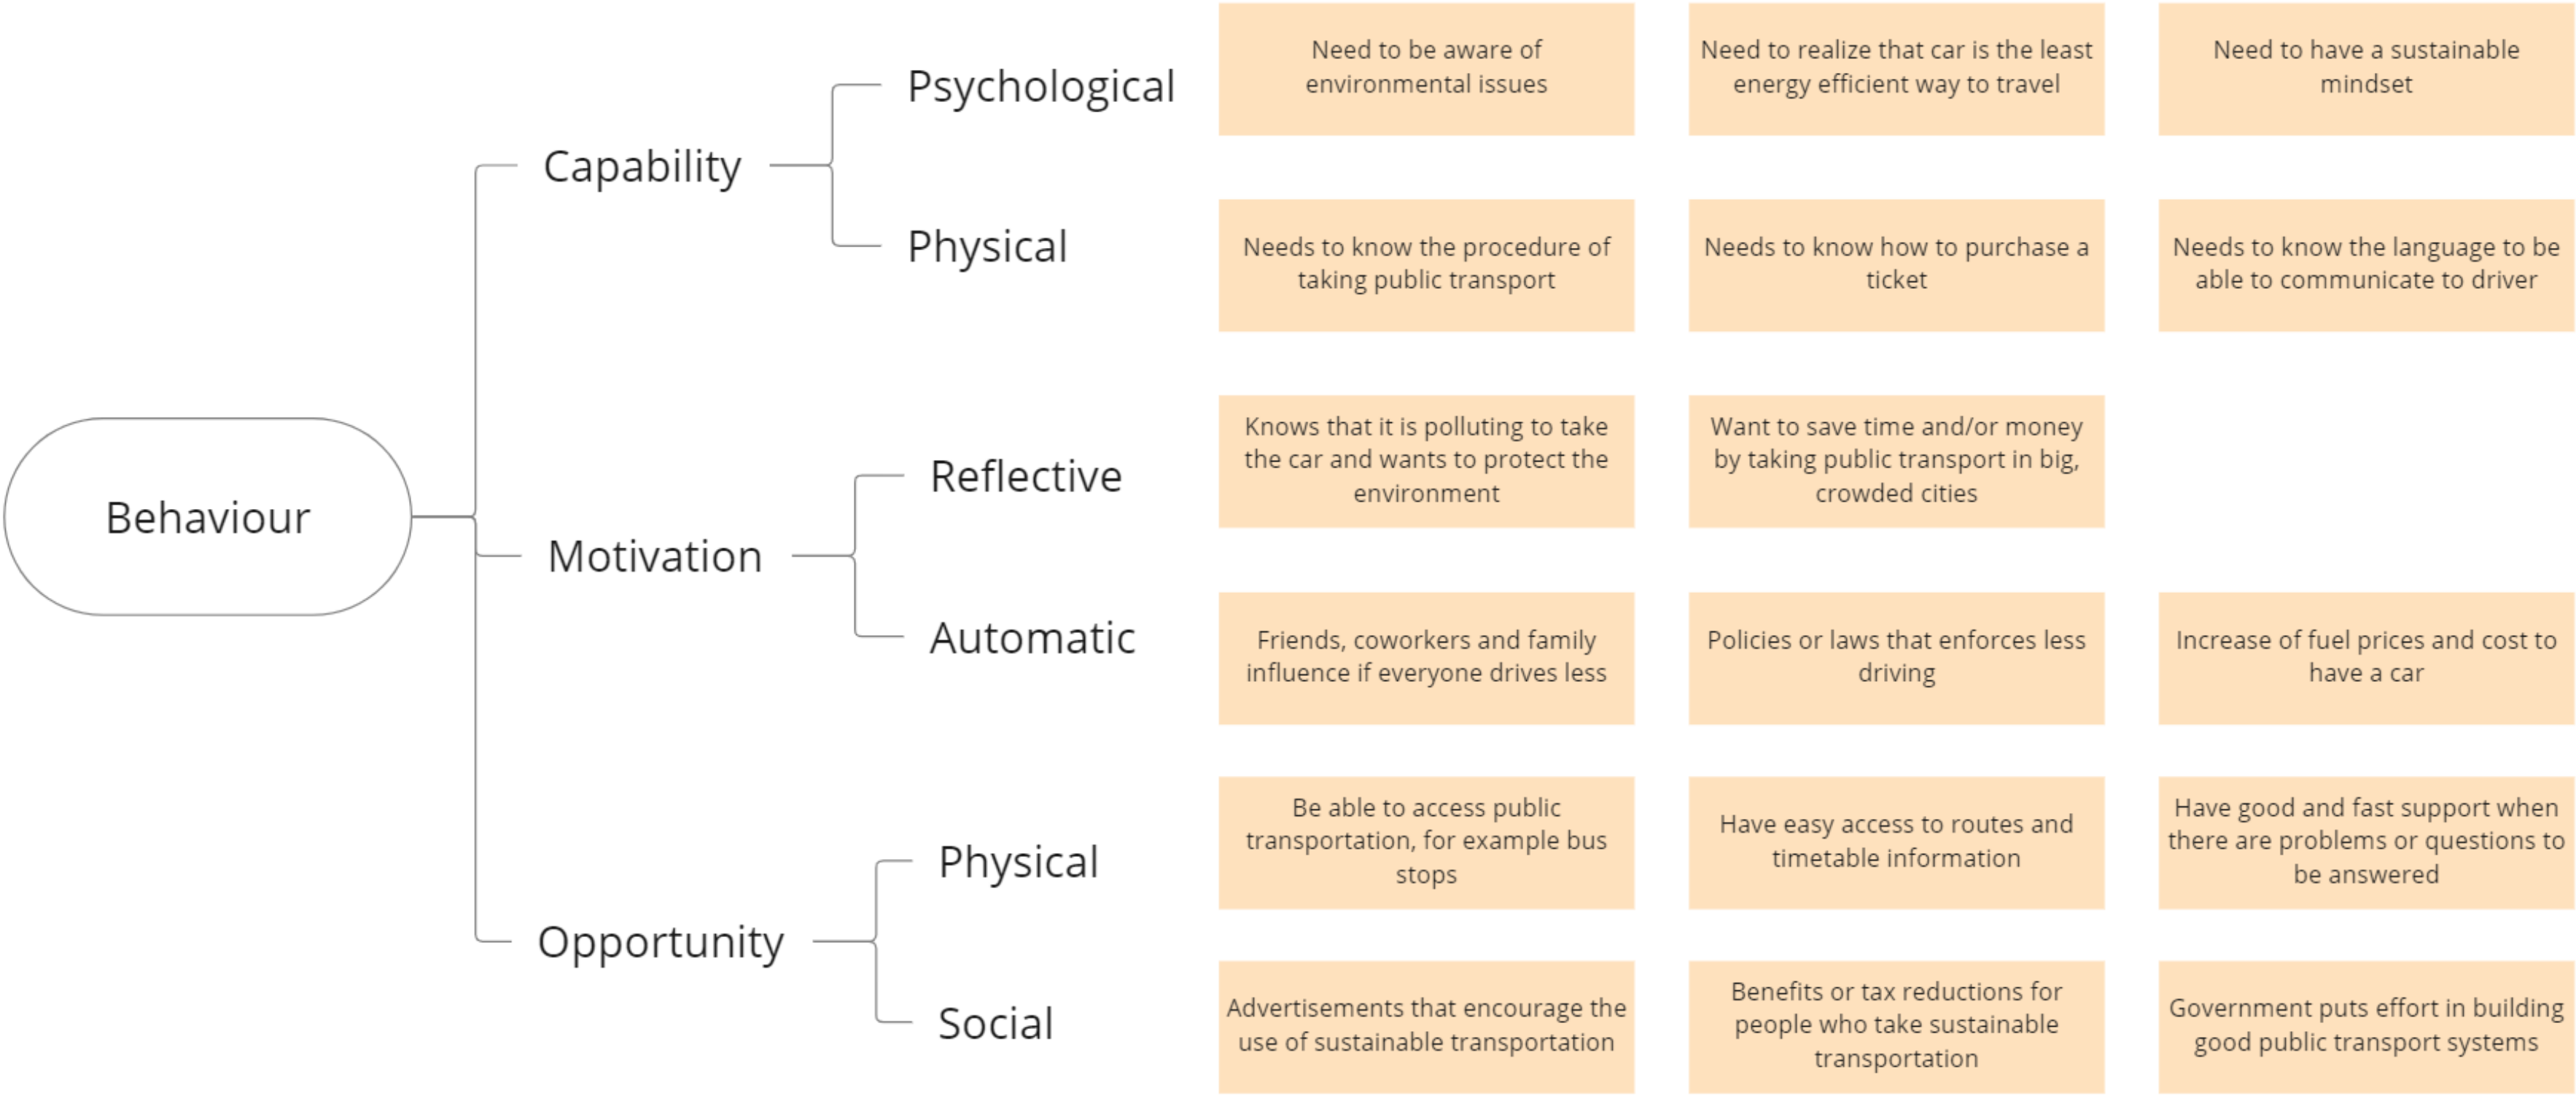 Behaviour
Capability
Psychological
Need to be aware of
environmental issues
Need to realize that car is the least
energy efficient way to travel
Need to have a sustainable
mindset
Physical
Needs to know the procedure of
taking public transport
Needs to know how to purchase a
ticket
Needs to know the language to be
able to communicate to driver
Motivation
Reflective
Knows that it is polluting to take
the car and wants to protect the
environment
Want to save time and/or money
by taking public transport in big,
crowded cities
Automatic
Friends, coworkers and family
influence if everyone drives less
Policies or laws that enforces less
driving
Increase of fuel prices and cost to
have a car
Opportunity
Physical
Be able to access public
transportation, for example bus
stops
Have easy access to routes and
timetable information
Have good and fast support when
there are problems or questions to
be answered
Social
Advertisements that encourage the
use of sustainable transportation
Benefits or tax reductions for
people who take sustainable
transportation
Government puts effort in building
good public transport systems